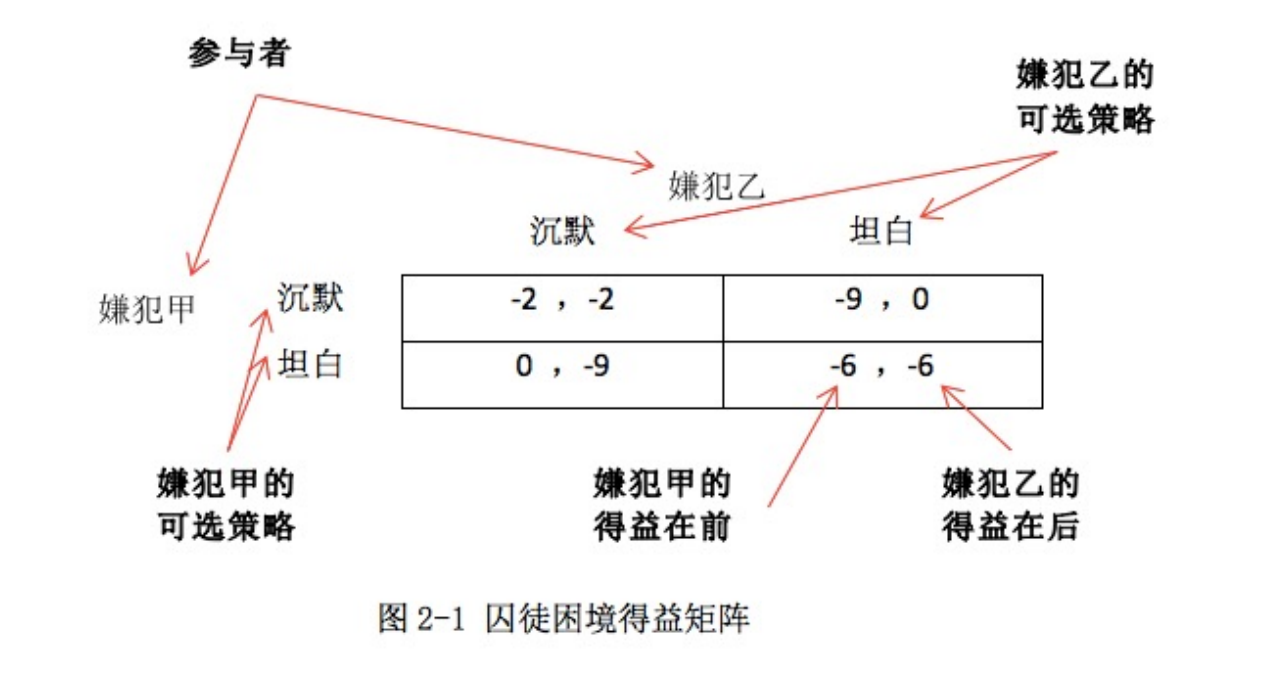 参与者
嫌犯乙的
可选策略
嫌犯乙
沉默 坦白
嫌犯甲 沉默 -2 ， -2 -9 ， 0
坦白 0 ， -9 -6 ， -6
嫌犯甲的
可选策略
嫌犯甲的
得益在前
嫌犯乙的
得益在后
图 2-1 囚徒困境得益矩阵